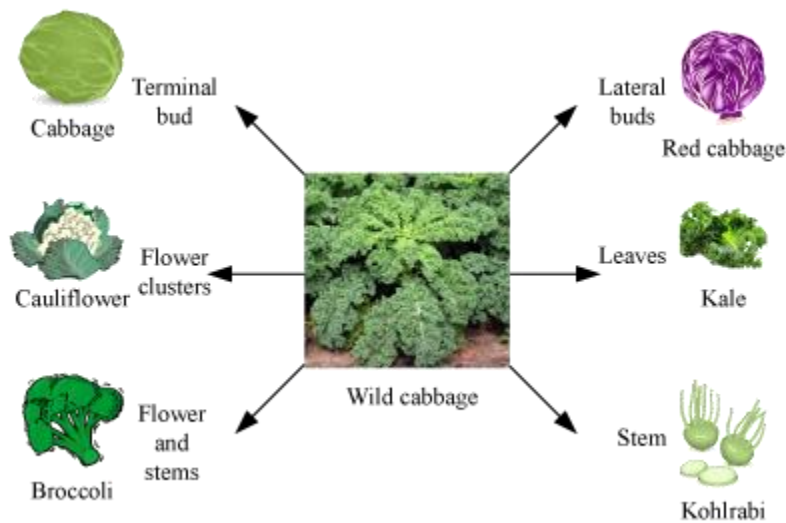 Cabbage
Terminal
bud
Lateral
buds
Red cabbage
Cauliflower
Flower
clusters
Leaves
Kale
Wild cabbage
Broccoli
Flower
and
stems
Stem
Kohlrabi